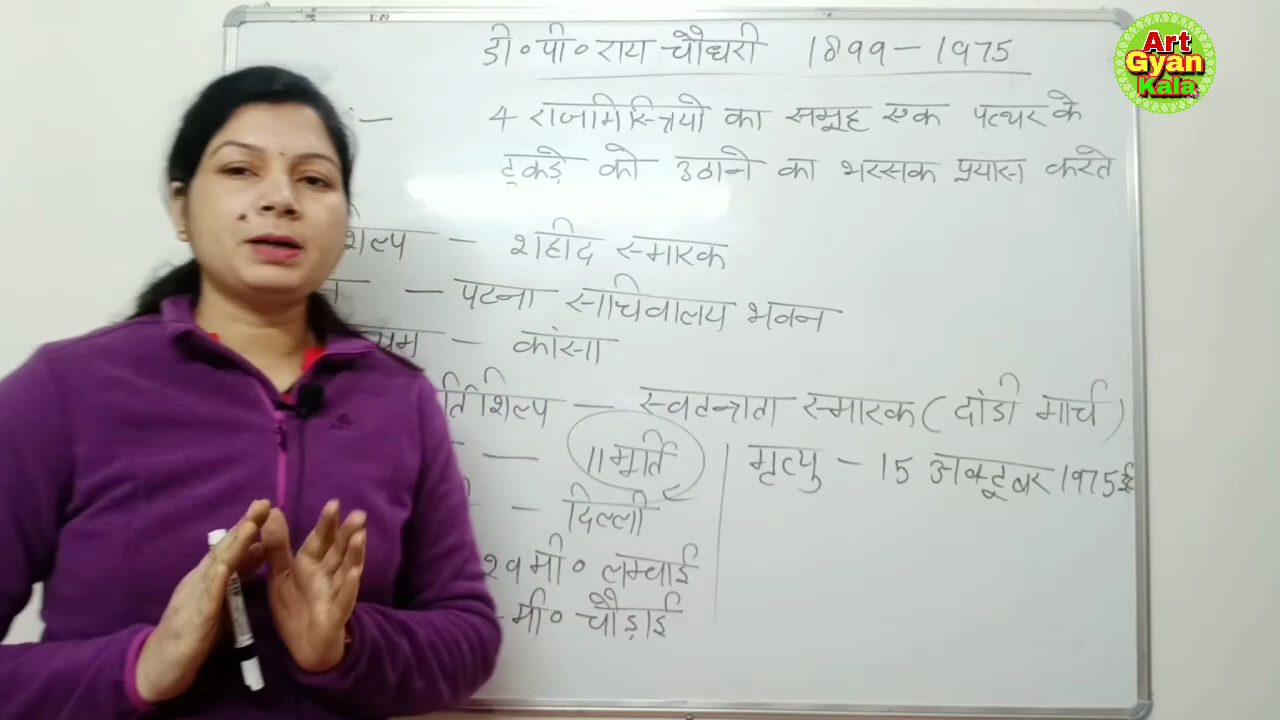 डी॰ पी॰ राय चौधरी 1899 - 1975
Art
Gyan
Kala
4 राजमिस्त्रियो का समूह एक पत्थर के
टुकड़े को उठाने का भरसक प्रयास करते
शिल्प - शहीद स्मारक
- पटना सचिवालय भवन
- कांसा
शिल्प - स्वतन्त्रता स्मारक (दांडी मार्च)
- 11 मूर्ति
मृत्यु - 15 अक्टूबर 1975 ई
- दिल्ली
मी॰ लम्बाई
मी॰ चौड़ाई